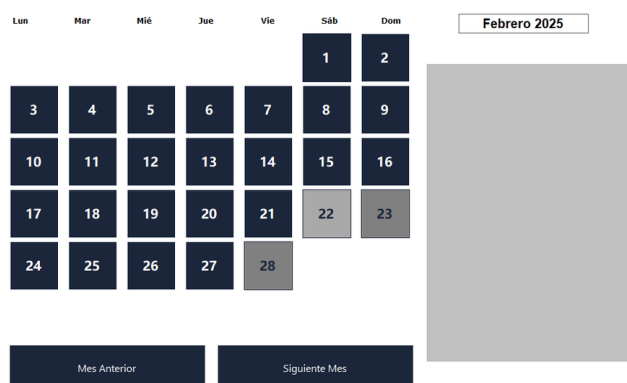 Lun Mar Mié Jue Vie Sáb Dom
Febrero 2025
1 2
3 4 5 6 7 8 9
10 11 12 13 14 15 16
17 18 19 20 21 22 23
24 25 26 27 28
Mes Anterior Siguiente Mes